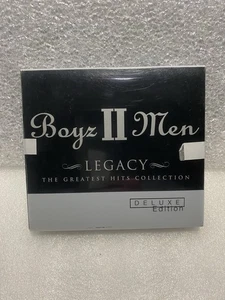 Boyz II Men
LEGACY
THE GREATEST HITS COLLECTION
DELUXE
Edition